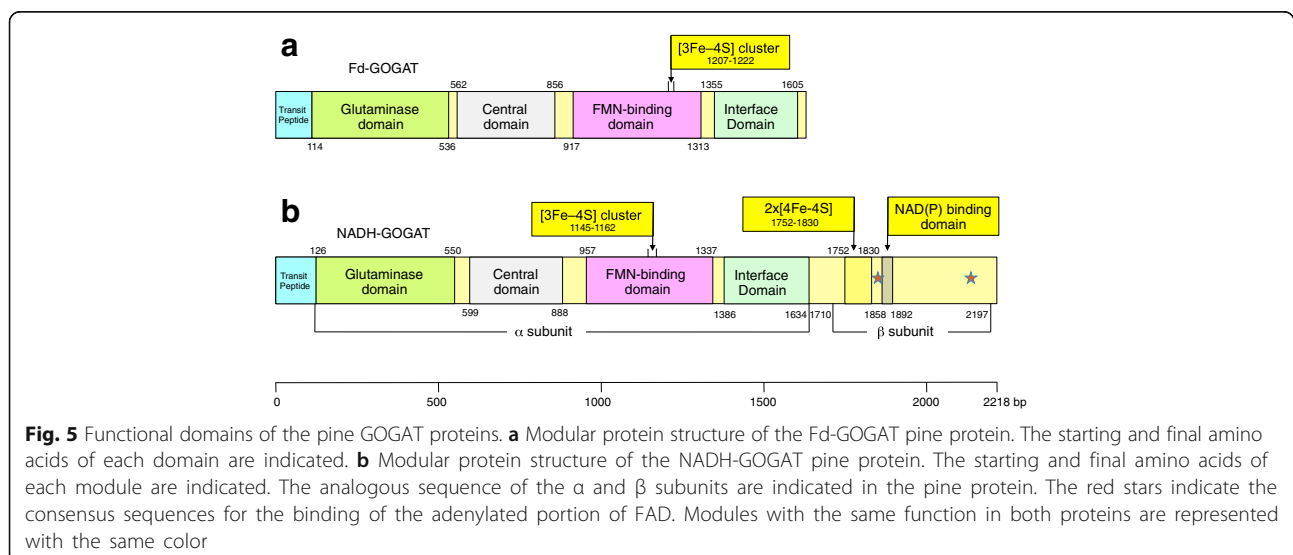 a
Fd-GOGAT
[3Fe–4S] cluster
1207-1222
562
856
1355
1605
Transit
Peptide
Glutaminase
domain
Central
domain
FMN-binding
domain
Interface
Domain
114
536
917
1313
b
NADH-GOGAT
[3Fe–4S] cluster
1145-1162
2x[4Fe-4S]
1752-1830
NAD(P) binding
domain
126
550
957
1337
1752
1830
Transit
Peptide
Glutaminase
domain
Central
domain
FMN-binding
domain
Interface
Domain
599
888
1386
1634
1710
1858
1892
2197
α subunit
β subunit
0
500
1000
1500
2000
2218 bp
Fig. 5 Functional domains of the pine GOGAT proteins. a Modular protein structure of the Fd-GOGAT pine protein. The starting and final amino
acids of each domain are indicated. b Modular protein structure of the NADH-GOGAT pine protein. The starting and final amino acids of
each module are indicated. The analogous sequence of the α and β subunits are indicated in the pine protein. The red stars indicate the
consensus sequences for the binding of the adenylated portion of FAD. Modules with the same function in both proteins are represented
with the same color